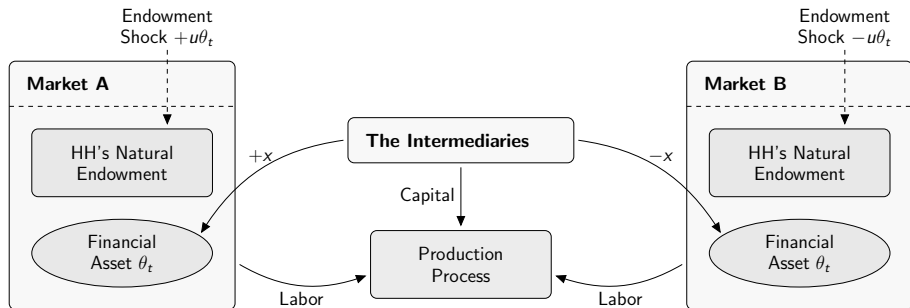 Endowment
Shock +uθt
Endowment
Shock −uθt
Market A
Market B
The Intermediaries
HH's Natural
Endowment
+x
−x
HH's Natural
Endowment
Capital
Financial
Asset θt
Production
Process
Financial
Asset θt
Labor
Labor